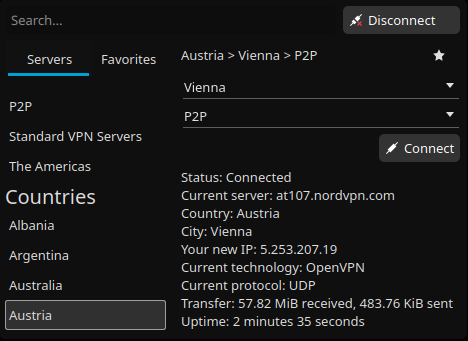 Search...
Disconnect
Servers
Favorites
P2P
Standard VPN Servers
The Americas
Countries
Albania
Argentina
Australia
Austria
Austria > Vienna > P2P
Vienna
P2P
Connect
Status: Connected
Current server: at107.nordvpn.com
Country: Austria
City: Vienna
Your new IP: 5.253.207.19
Current technology: OpenVPN
Current protocol: UDP
Transfer: 57.82 MiB received, 483.76 KiB sent
Uptime: 2 minutes 35 seconds